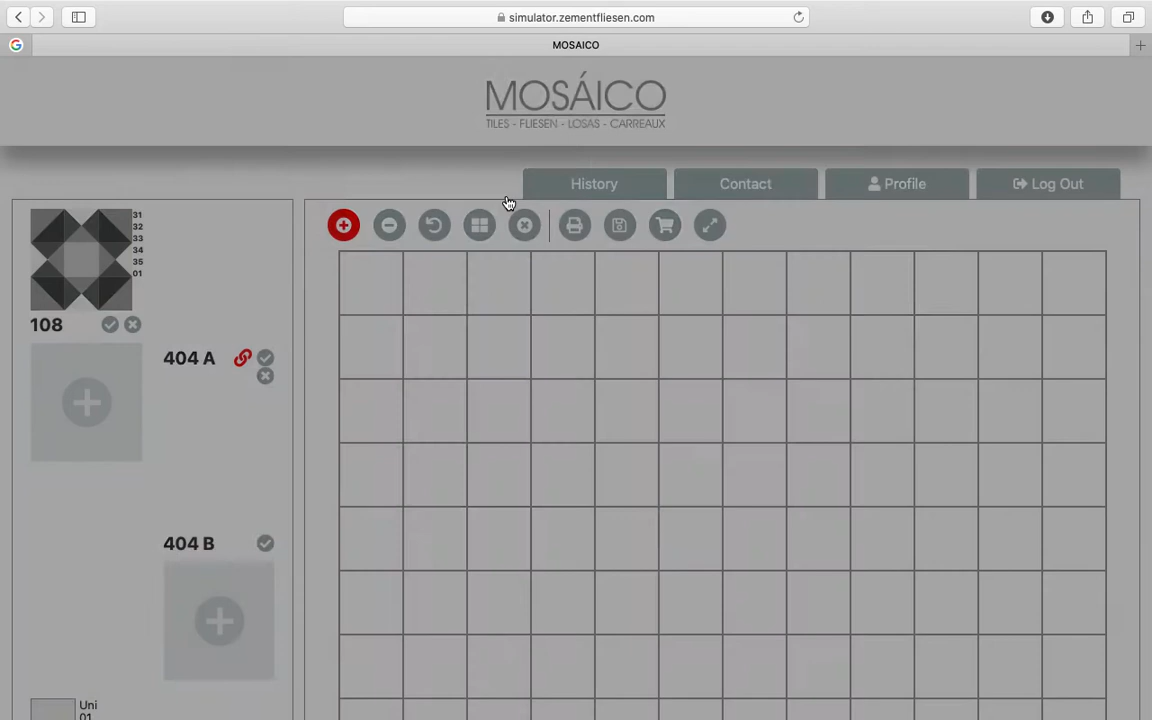 simulator.zementfliesen.com
MOSAICO
MOSÁICO
TILES - FLIESEN - LOSAS - CARREAUX
History
Contact
Profile
Log Out
31
32
33
34
35
01
108
404 A
404 B
Uni
01